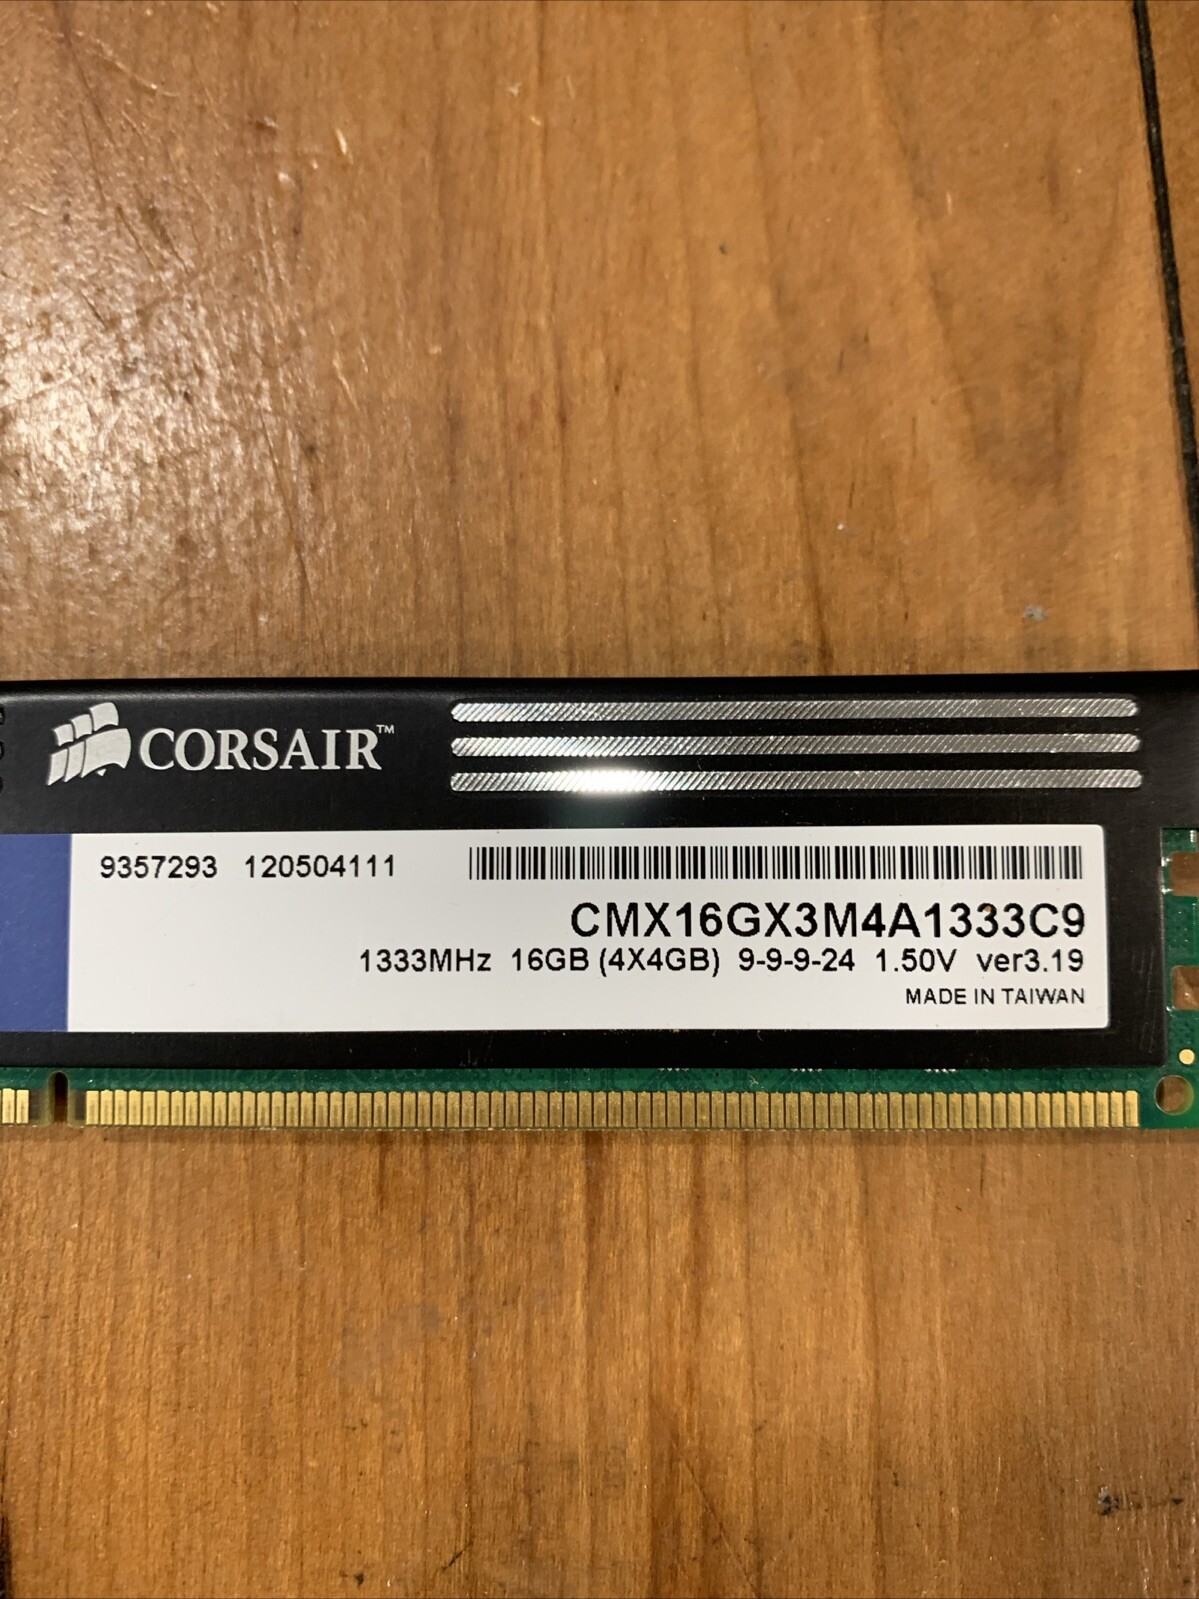 CORSAIR™
9357293 120504111
CMX16GX3M4A1333C9
1333MHz 16GB (4X4GB) 9-9-9-24 1.50V ver3.19
MADE IN TAIWAN